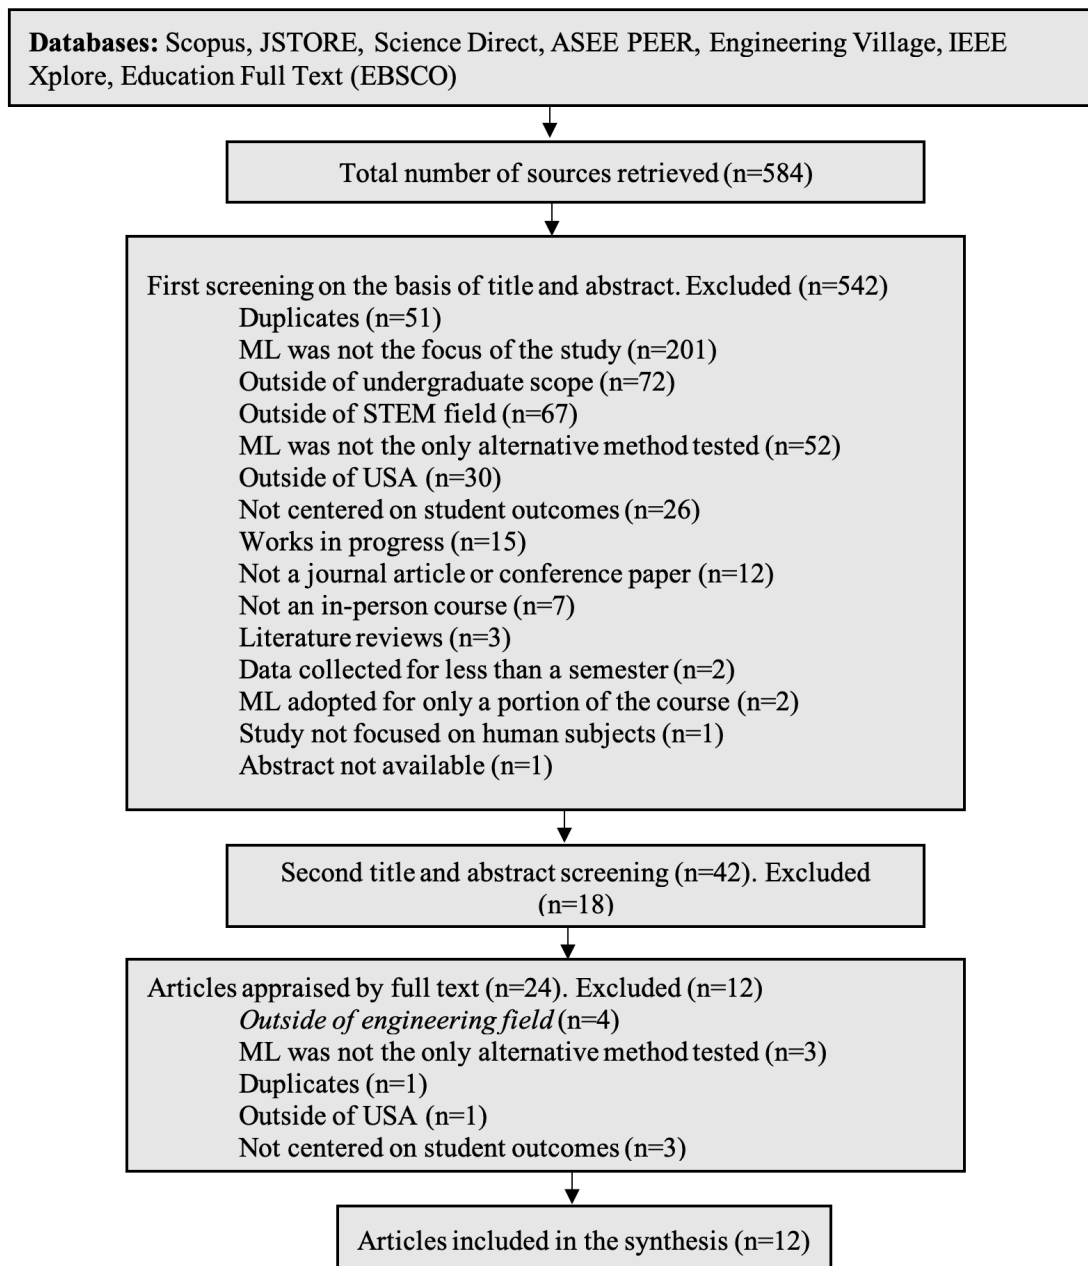 Databases: Scopus, JSTORE, Science Direct, ASEE PEER, Engineering Village, IEEE
Xplore, Education Full Text (EBSCO)
Total number of sources retrieved (n=584)
First screening on the basis of title and abstract. Excluded (n=542)
Duplicates (n=51)
ML was not the focus of the study (n=201)
Outside of undergraduate scope (n=72)
Outside of STEM field (n=67)
ML was not the only alternative method tested (n=52)
Outside of USA (n=30)
Not centered on student outcomes (n=26)
Works in progress (n=15)
Not a journal article or conference paper (n=12)
Not an in-person course (n=7)
Literature reviews (n=3)
Data collected for less than a semester (n=2)
ML adopted for only a portion of the course (n=2)
Study not focused on human subjects (n=1)
Abstract not available (n=1)
Second title and abstract screening (n=42). Excluded
(n=18)
Articles appraised by full text (n=24). Excluded (n=12)
Outside of engineering field (n=4)
ML was not the only alternative method tested (n=3)
Duplicates (n=1)
Outside of USA (n=1)
Not centered on student outcomes (n=3)
Articles included in the synthesis (n=12)